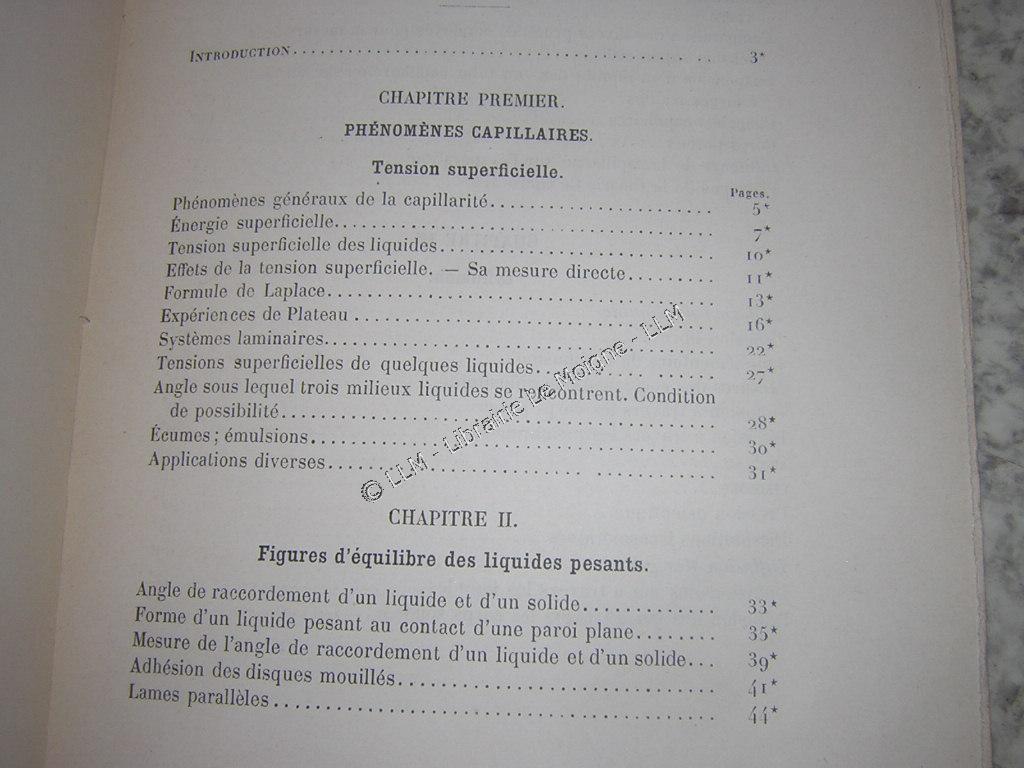 INTRODUCTION........................................ .. . 3*
CHAPITRE PREMIER.
PHÉNOMÈNES CAPILLAIRES.
Tension superficielle.
Pages.
Phénomènes généraux de la capillarité....................... 5*
Énergie superficielle....................................... 7*
Tension superficielle des liquides............................ 10*
Effets de la tension superficielle. — Sa mesure directe........ 11*
Formule de Laplace........................................ 13*
Expériences de Plateau .................................... 16*
Systèmes laminaires........................................ 22*
Tensions superficielles de quelques liquides.................. 27*
Angle sous lequel trois milieux liquides se rencontrent. Condition
de possibilité............................................ 28*
Écumes; émulsions......................................... 30*
Applications diverses....................................... 31*
© LLM - Librairie Le Moigne - LLM
CHAPITRE II.
Figures d'équilibre des liquides pesants.
Angle de raccordement d'un liquide et d'un solide............. 33*
Forme d'un liquide pesant au contact d'une paroi plane........ 35*
Mesure de l'angle de raccordement d'un liquide et d'un solide... 39*
Adhésion des disques mouillés............................... 41*
Lames parallèles........................................... 44*